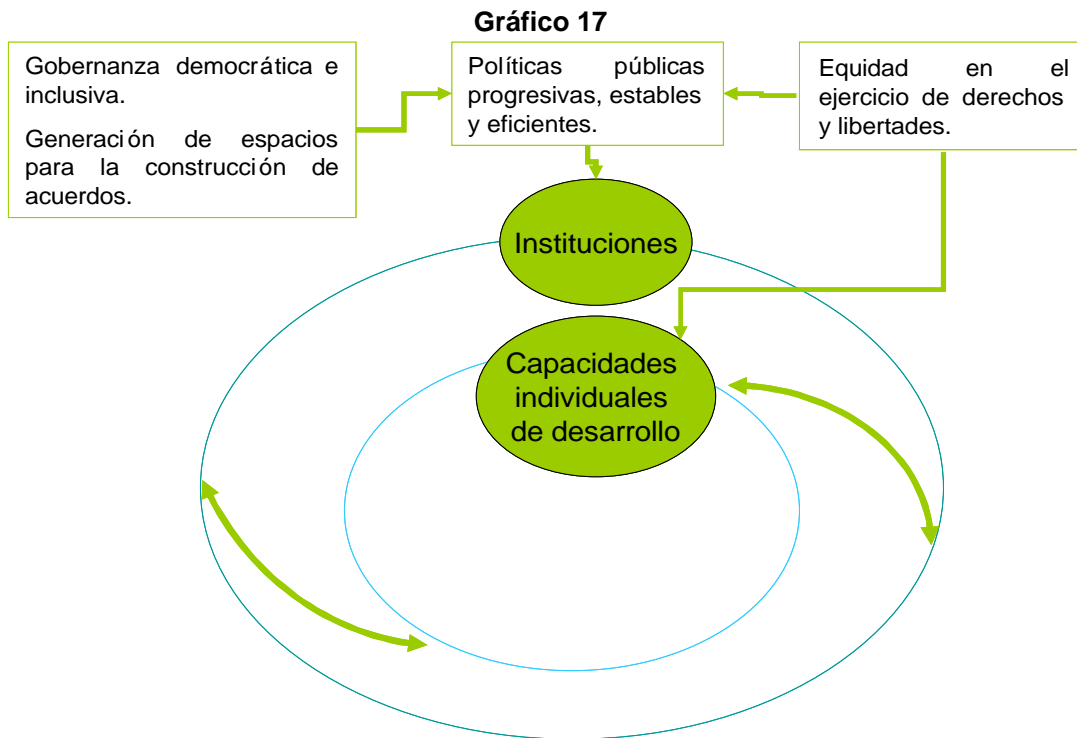 Gráfico 17
Gobernanza democrática e
inclusiva.
Generación de espacios
para la construcción de
acuerdos.
Políticas públicas
progresivas, estables
y eficientes.
Equidad en el
ejercicio de derechos
y libertades.
Instituciones
Capacidades
individuales
de desarrollo